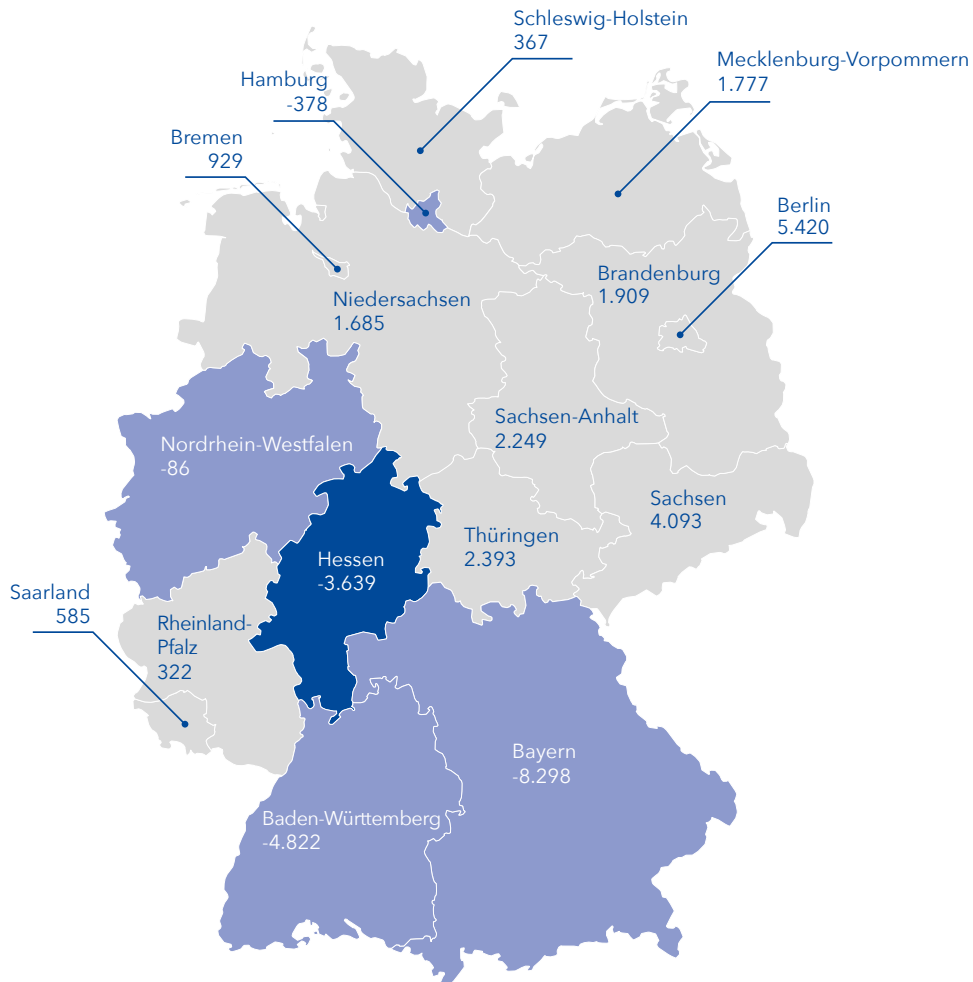 Schleswig-Holstein
367
Mecklenburg-Vorpommern
1.777
Hamburg
-378
Bremen
929
Berlin
5.420
Brandenburg
1.909
Niedersachsen
1.685
Sachsen-Anhalt
2.249
Nordrhein-Westfalen
-86
Sachsen
4.093
Thüringen
2.393
Hessen
-3.639
Saarland
585
Rheinland-
Pfalz
322
Bayern
-8.298
Baden-Württemberg
-4.822